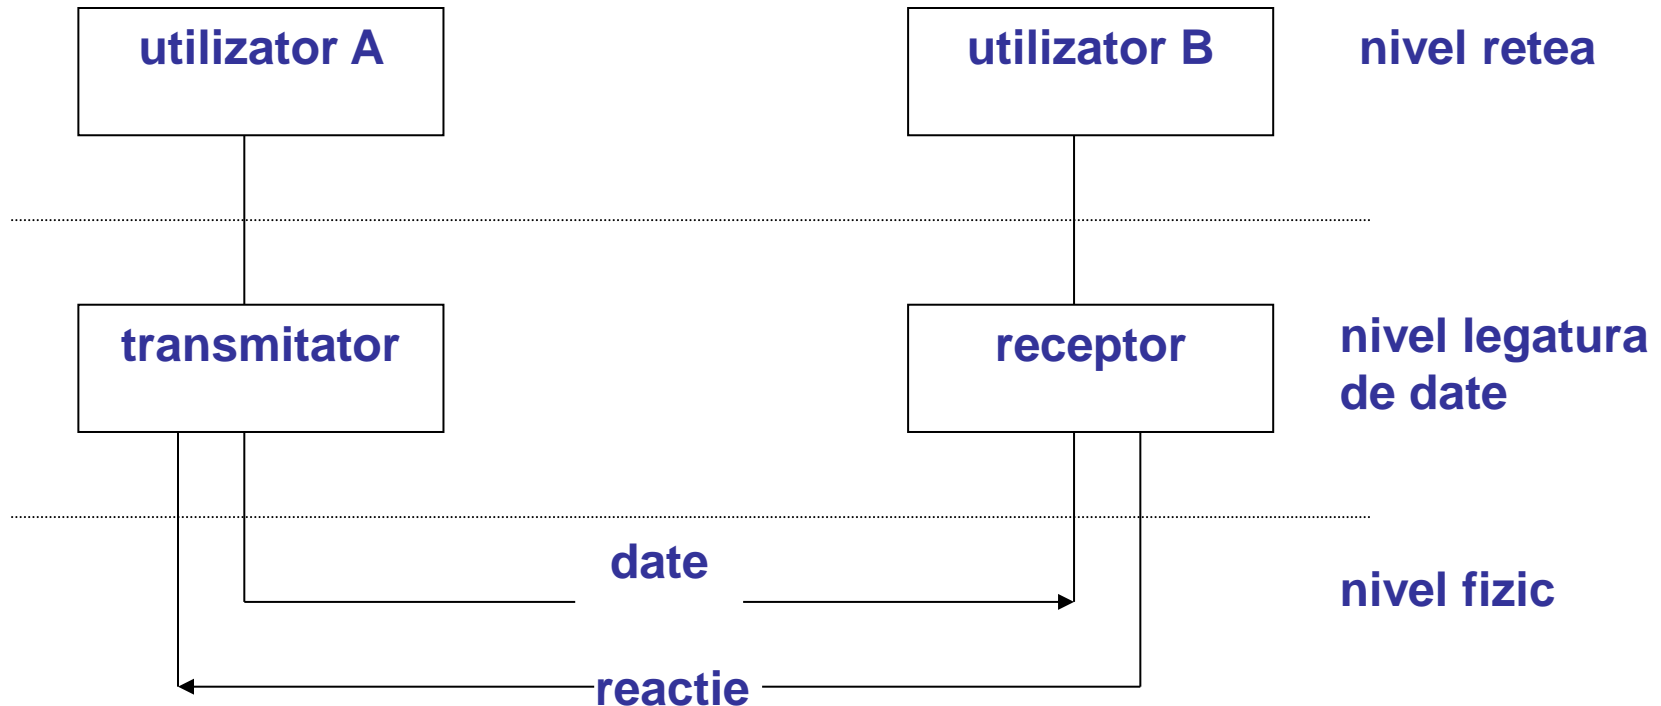 utilizator A
utilizator B
nivel retea
transmitator
receptor
nivel legatura
de date
date
nivel fizic
reactie